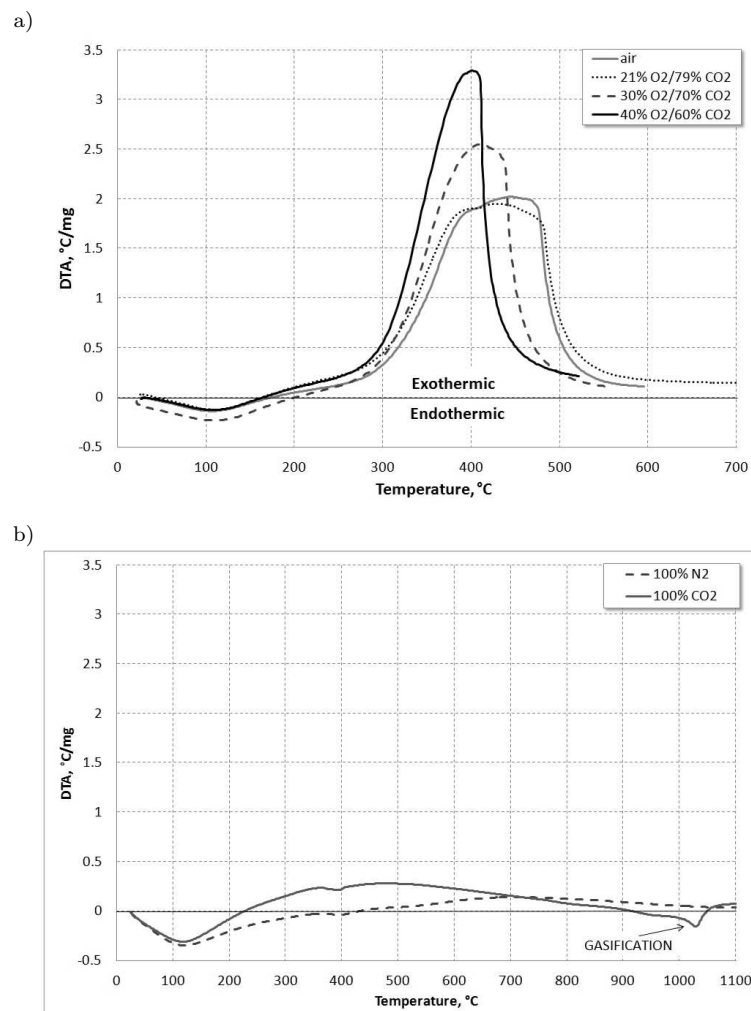 a)
3.5
3
2.5
2
1.5
1
0.5
0
-0.5
DTA, °C/mg
air
21% O2/79% CO2
30% O2/70% CO2
40% O2/60% CO2
Exothermic
Endothermic
0 100 200 300 400 500 600 700
Temperature, °C
b)
3.5
3
2.5
2
1.5
1
0.5
0
-0.5
DTA, °C/mg
100% N2
100% CO2
GASIFICATION
0 100 200 300 400 500 600 700 800 900 1000 1100
Temperature, °C